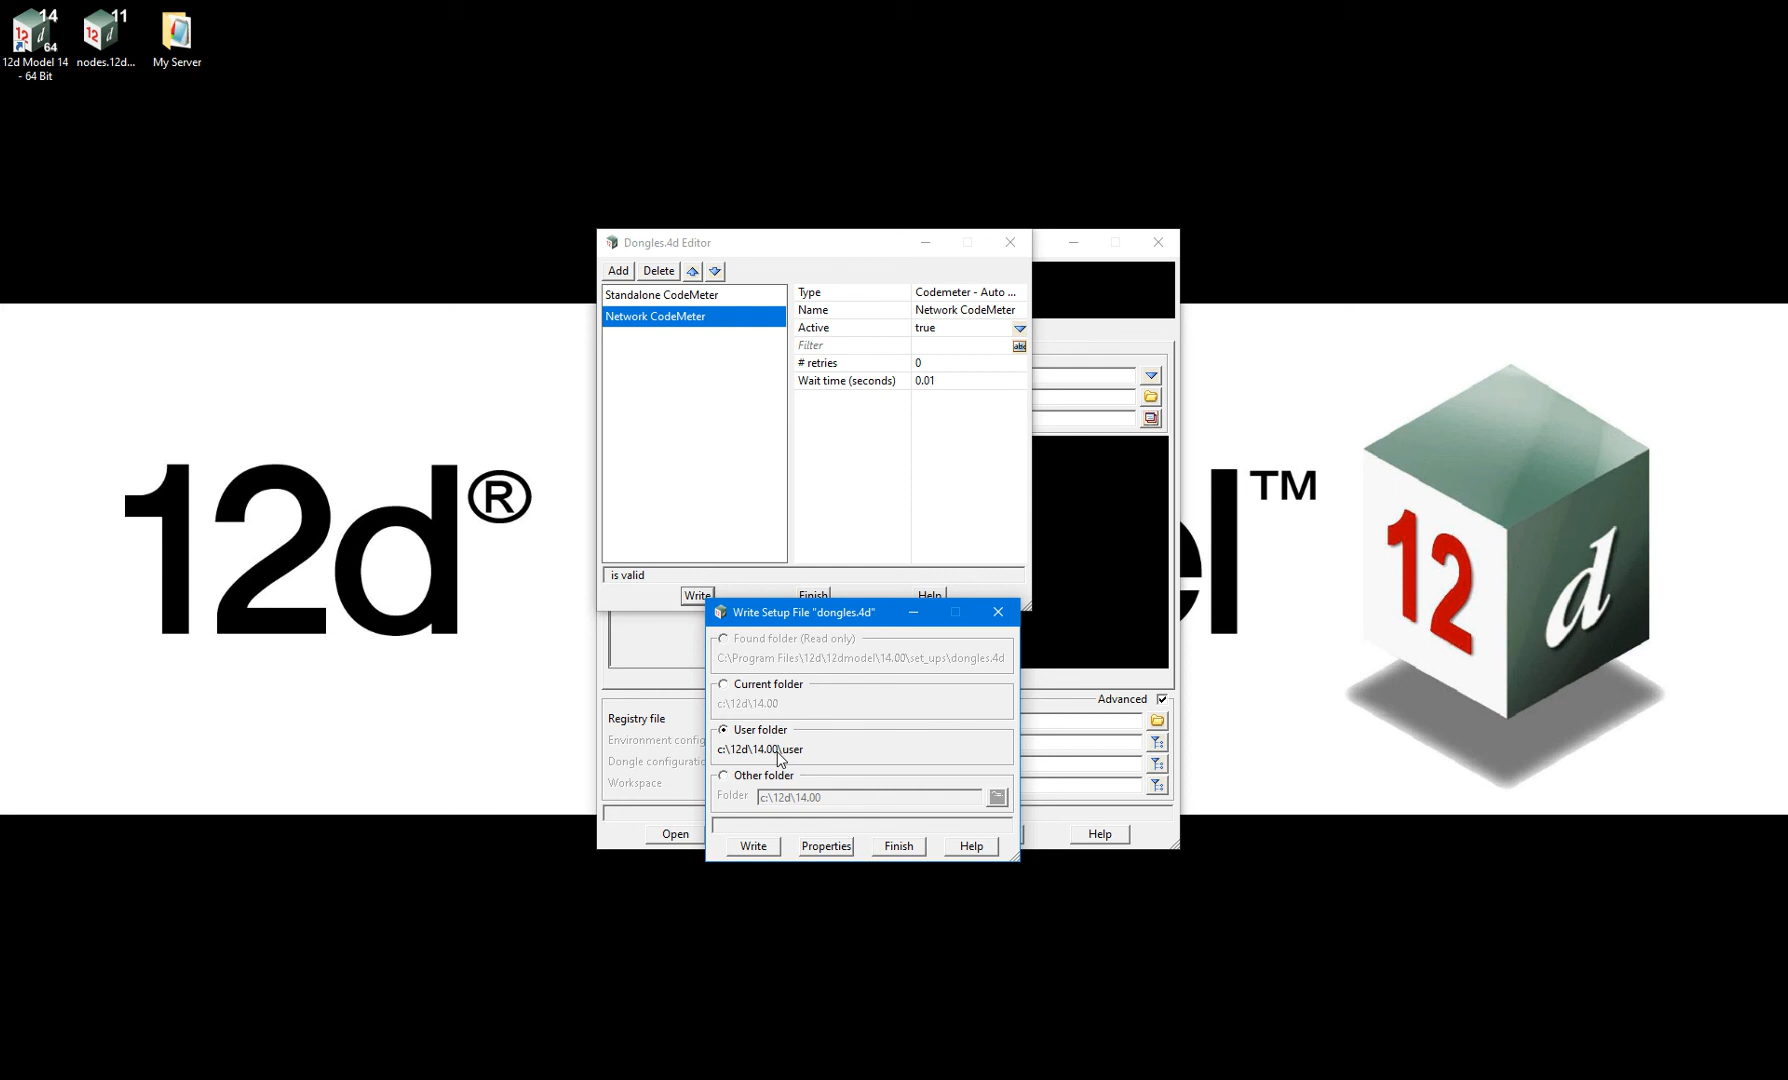 14
12 d
64
12d Model 14
- 64 Bit
11
12 d
nodes.12d...
My Server
12d®
el™
12 d
Dongles.4d Editor
Add
Delete
Standalone CodeMeter
Network CodeMeter
Type Codemeter - Auto ...
Name Network CodeMeter
Active true
Filter abc
# retries 0
Wait time (seconds) 0.01
is valid
Write Finish Help
Write Setup File "dongles.4d"
Found folder (Read only)
C:\Program Files\12d\12dmodel\14.00\set_ups\dongles.4d
Current folder
c:\12d\14.00
User folder
c:\12d\14.00\user
Other folder
Folder c:\12d\14.00
Write Properties Finish Help
Advanced
Registry file
Environment config
Dongle configuratio
Workspace
Open
Help